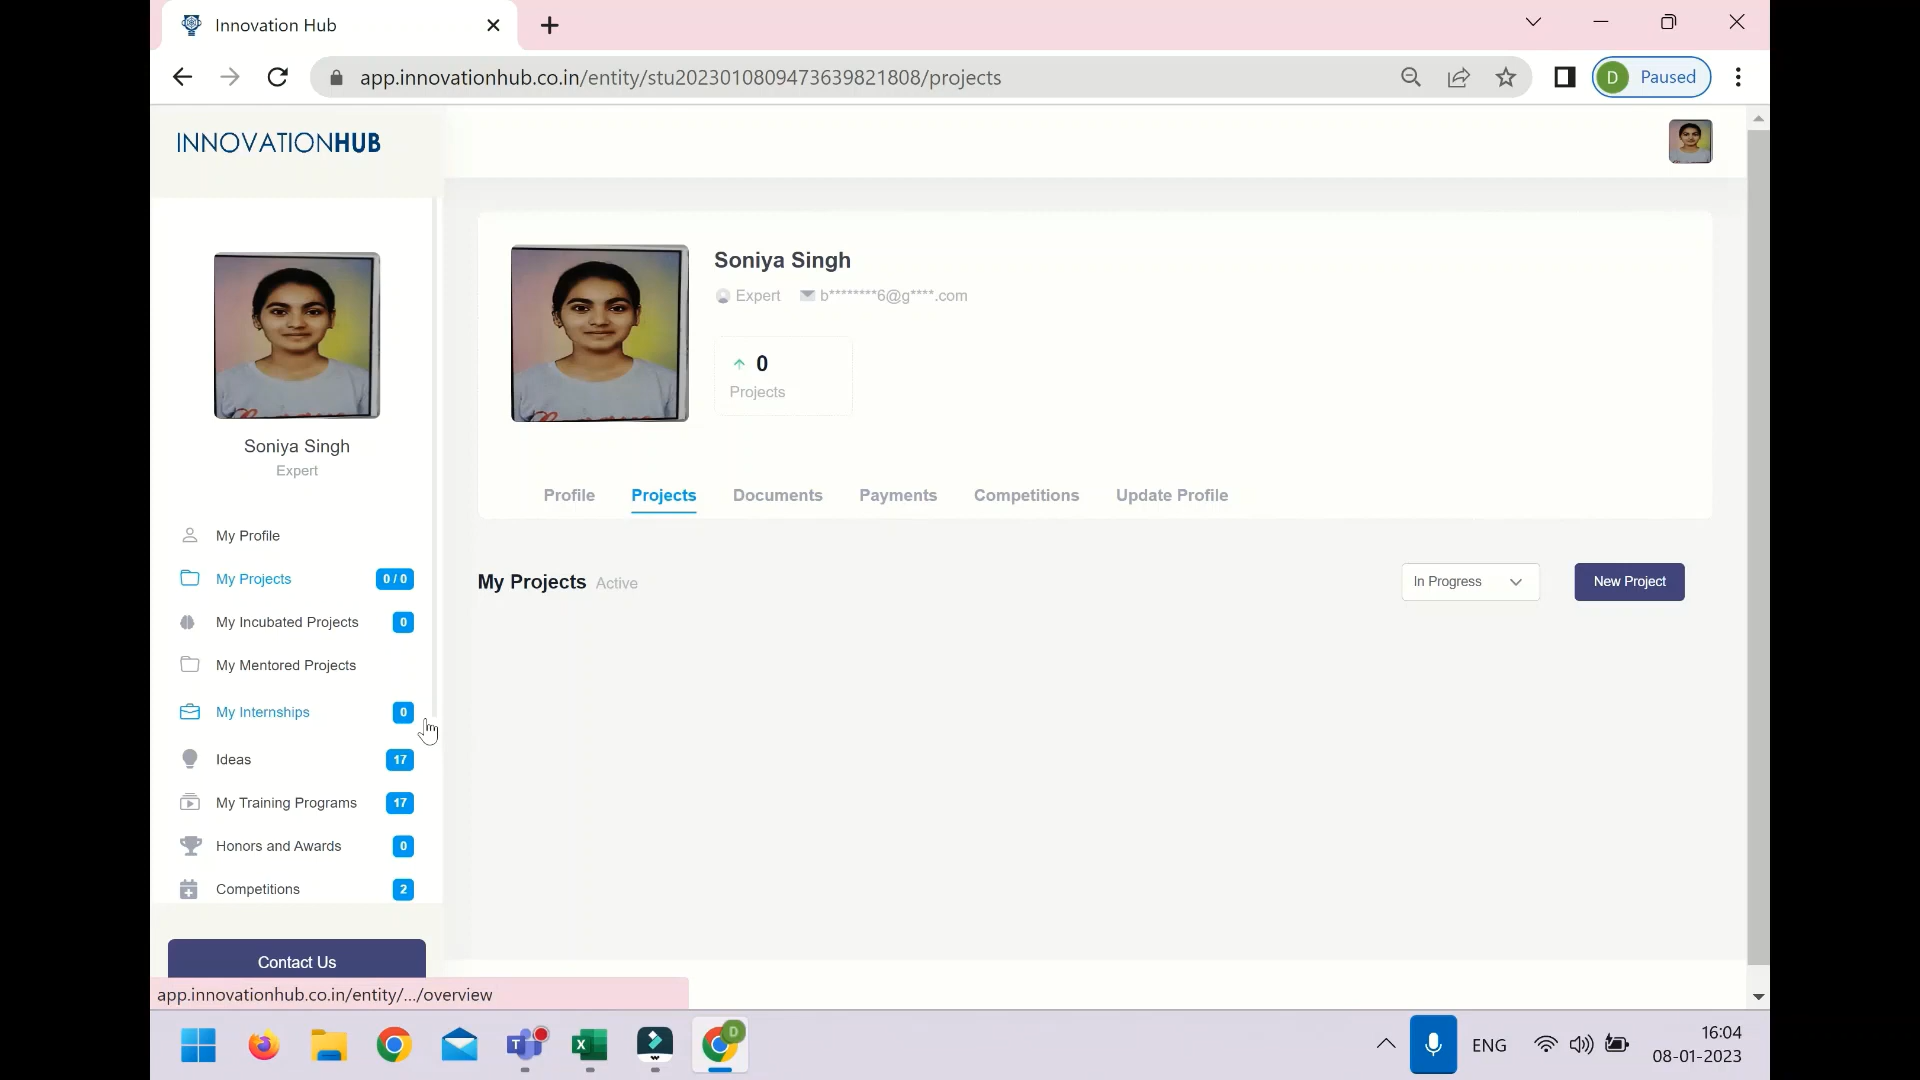 Innovation Hub
app.innovationhub.co.in/entity/stu20230108094736398218​08/projects
D
Paused
INNOVATIONHUB
Soniya Singh
Expert
b********6@g****.com
0
Projects
Soniya Singh
Expert
Profile
Projects
Documents
Payments
Competitions
Update Profile
My Profile
My Projects
0 / 0
My Projects Active
In Progress
New Project
My Incubated Projects
0
My Mentored Projects
My Internships
0
Ideas
17
My Training Programs
17
Honors and Awards
0
Competitions
2
Contact Us
app.innovationhub.co.in/entity/.../overview
T
X
D
ENG
16:04
08-01-2023